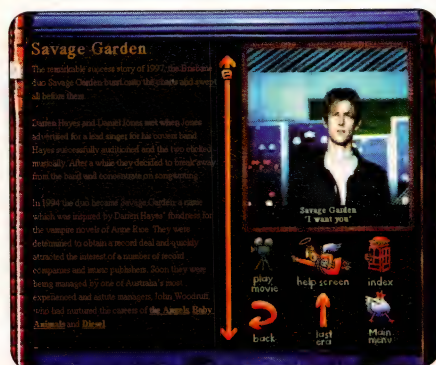 Savage Garden
The remarkable success story of 1997, the Brisbane
duo Savage Garden burst onto the charts and swept
all before them.
Darren Hayes and Daniel Jones met when Jones
advertised for a lead singer for his covers band.
Hayes successfully auditioned and the two clicked
musically. After a while they decided to break away
from the band and concentrate on songwriting.
In 1994 the duo became Savage Garden, a name
which was inspired by Darren Hayes' fondness for
the vampire novels of Anne Rice. They were
determined to obtain a record deal and quickly
attracted the interest of a number of record
companies and music publishers. Soon they were
being managed by one of Australia's most
experienced and astute managers, John Woodruff,
who had nurtured the careers of the Angels, Baby
Animals and Diesel
Savage Garden
"I want you"
play
movie
help screen
index
back
last
era
Main
menu